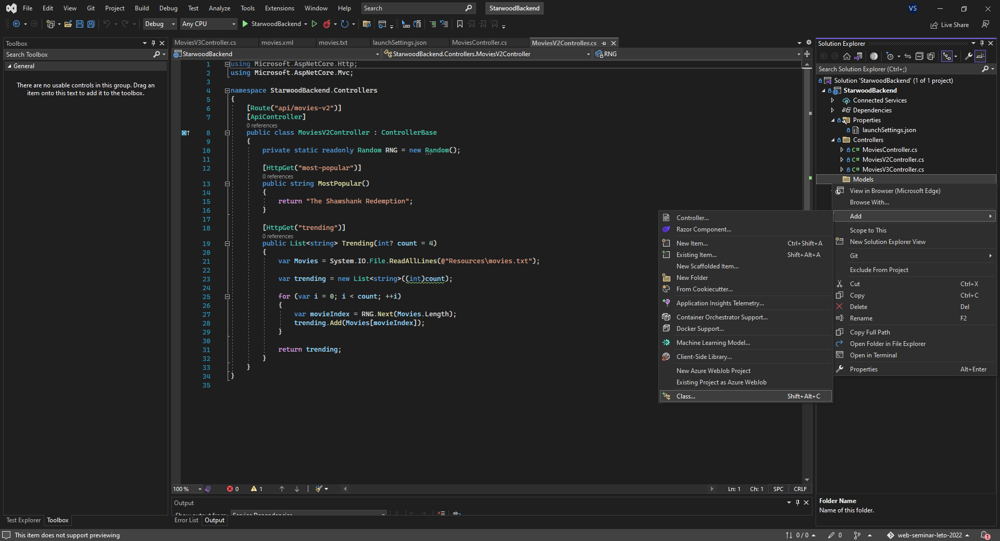 File Edit View Git Project Build Debug Test Analyze Tools Extensions Window Help Search StarwoodBackend VS
Debug Any CPU StarwoodBackend Live Share
Toolbox
Search Toolbox
General
There are no usable controls in this group. Drag an
item onto this text to add it to the toolbox.
Test Explorer Toolbox
MoviesV3Controller.cs movies.xml movies.txt launchSettings.json MoviesController.cs MoviesV2Controller.cs
StarwoodBackend StarwoodBackend.Controllers.MoviesV2Controller RNG
1 using Microsoft.AspNetCore.Http;
2 using Microsoft.AspNetCore.Mvc;
3
4 namespace StarwoodBackend.Controllers
5 {
6 [Route("api/movies-v2")]
7 [ApiController]
0 references
8 public class MoviesV2Controller : ControllerBase
9 {
10 private static readonly Random RNG = new Random();
11
12 [HttpGet("most-popular")]
0 references
13 public string MostPopular()
14 {
15 return "The Shawshank Redemption";
16 }
17
18 [HttpGet("trending")]
0 references
19 public List<string> Trending(int? count = 4)
20 {
21 var Movies = System.IO.File.ReadAllLines(@"Resources\movies.txt");
22
23 var trending = new List<string>((int)count);
24
25 for (var i = 0; i < count; ++i)
26 {
27 var movieIndex = RNG.Next(Movies.Length);
28 trending.Add(Movies[movieIndex]);
29 }
30
31 return trending;
32 }
33 }
34 }
35
100 % 0 1 Ln: 1 Ch: 1 SPC CRLF
Output
Show output from: Service Dependencies
Error List Output
Solution Explorer
Search Solution Explorer (Ctrl+;)
Solution 'StarwoodBackend' (1 of 1 project)
StarwoodBackend
Connected Services
Dependencies
Properties
launchSettings.json
Controllers
C# MoviesController.cs
C# MoviesV2Controller.cs
C# MoviesV3Controller.cs
Models
View in Browser (Microsoft Edge)
Browse With...
Add
Scope to This
New Solution Explorer View
Git
Exclude From Project
Cut Ctrl+X
Copy Ctrl+C
Delete Del
Rename F2
Copy Full Path
Open Folder in File Explorer
Open in Terminal
Properties Alt+Enter
Controller...
Razor Component...
New Item... Ctrl+Shift+A
Existing Item... Shift+Alt+A
New Scaffolded Item...
New Folder
From Cookiecutter...
Application Insights Telemetry...
Container Orchestrator Support...
Docker Support...
Machine Learning Model...
Client-Side Library...
New Azure WebJob Project
Existing Project as Azure WebJob
Class... Shift+Alt+C
Folder Name
Name of this folder.
This item does not support previewing 0 / 0 0 web-seminar-leto-2022 1